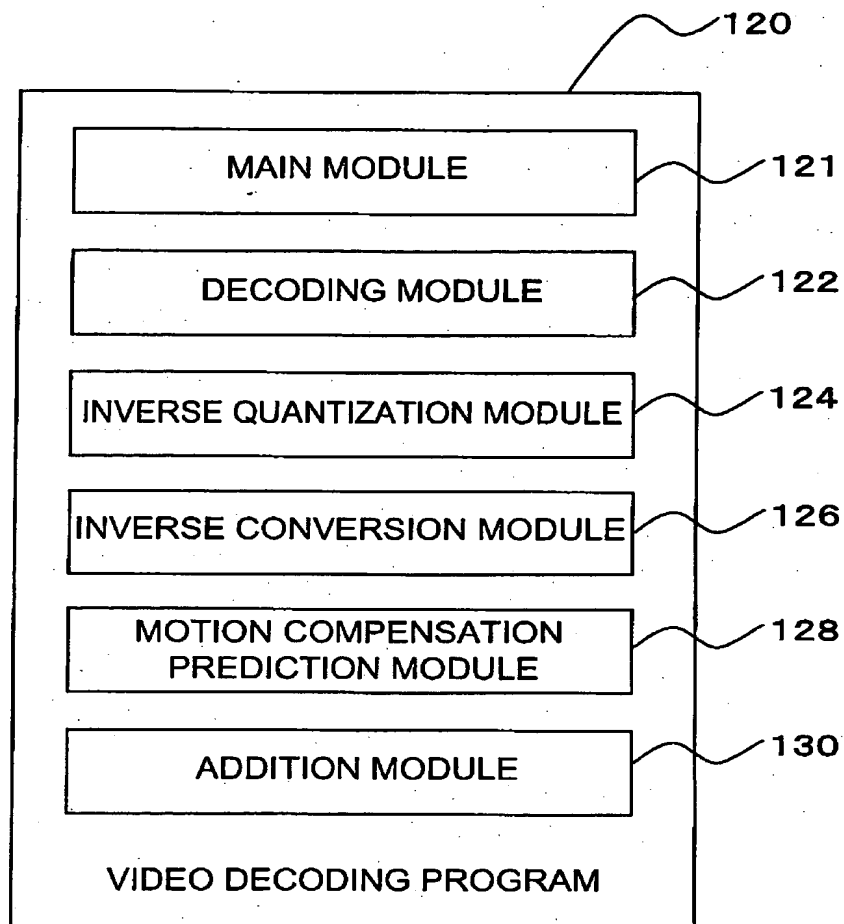 120
MAIN MODULE
121
DECODING MODULE
122
INVERSE QUANTIZATION MODULE
124
INVERSE CONVERSION MODULE
126
MOTION COMPENSATION
PREDICTION MODULE
128
ADDITION MODULE
130
VIDEO DECODING PROGRAM